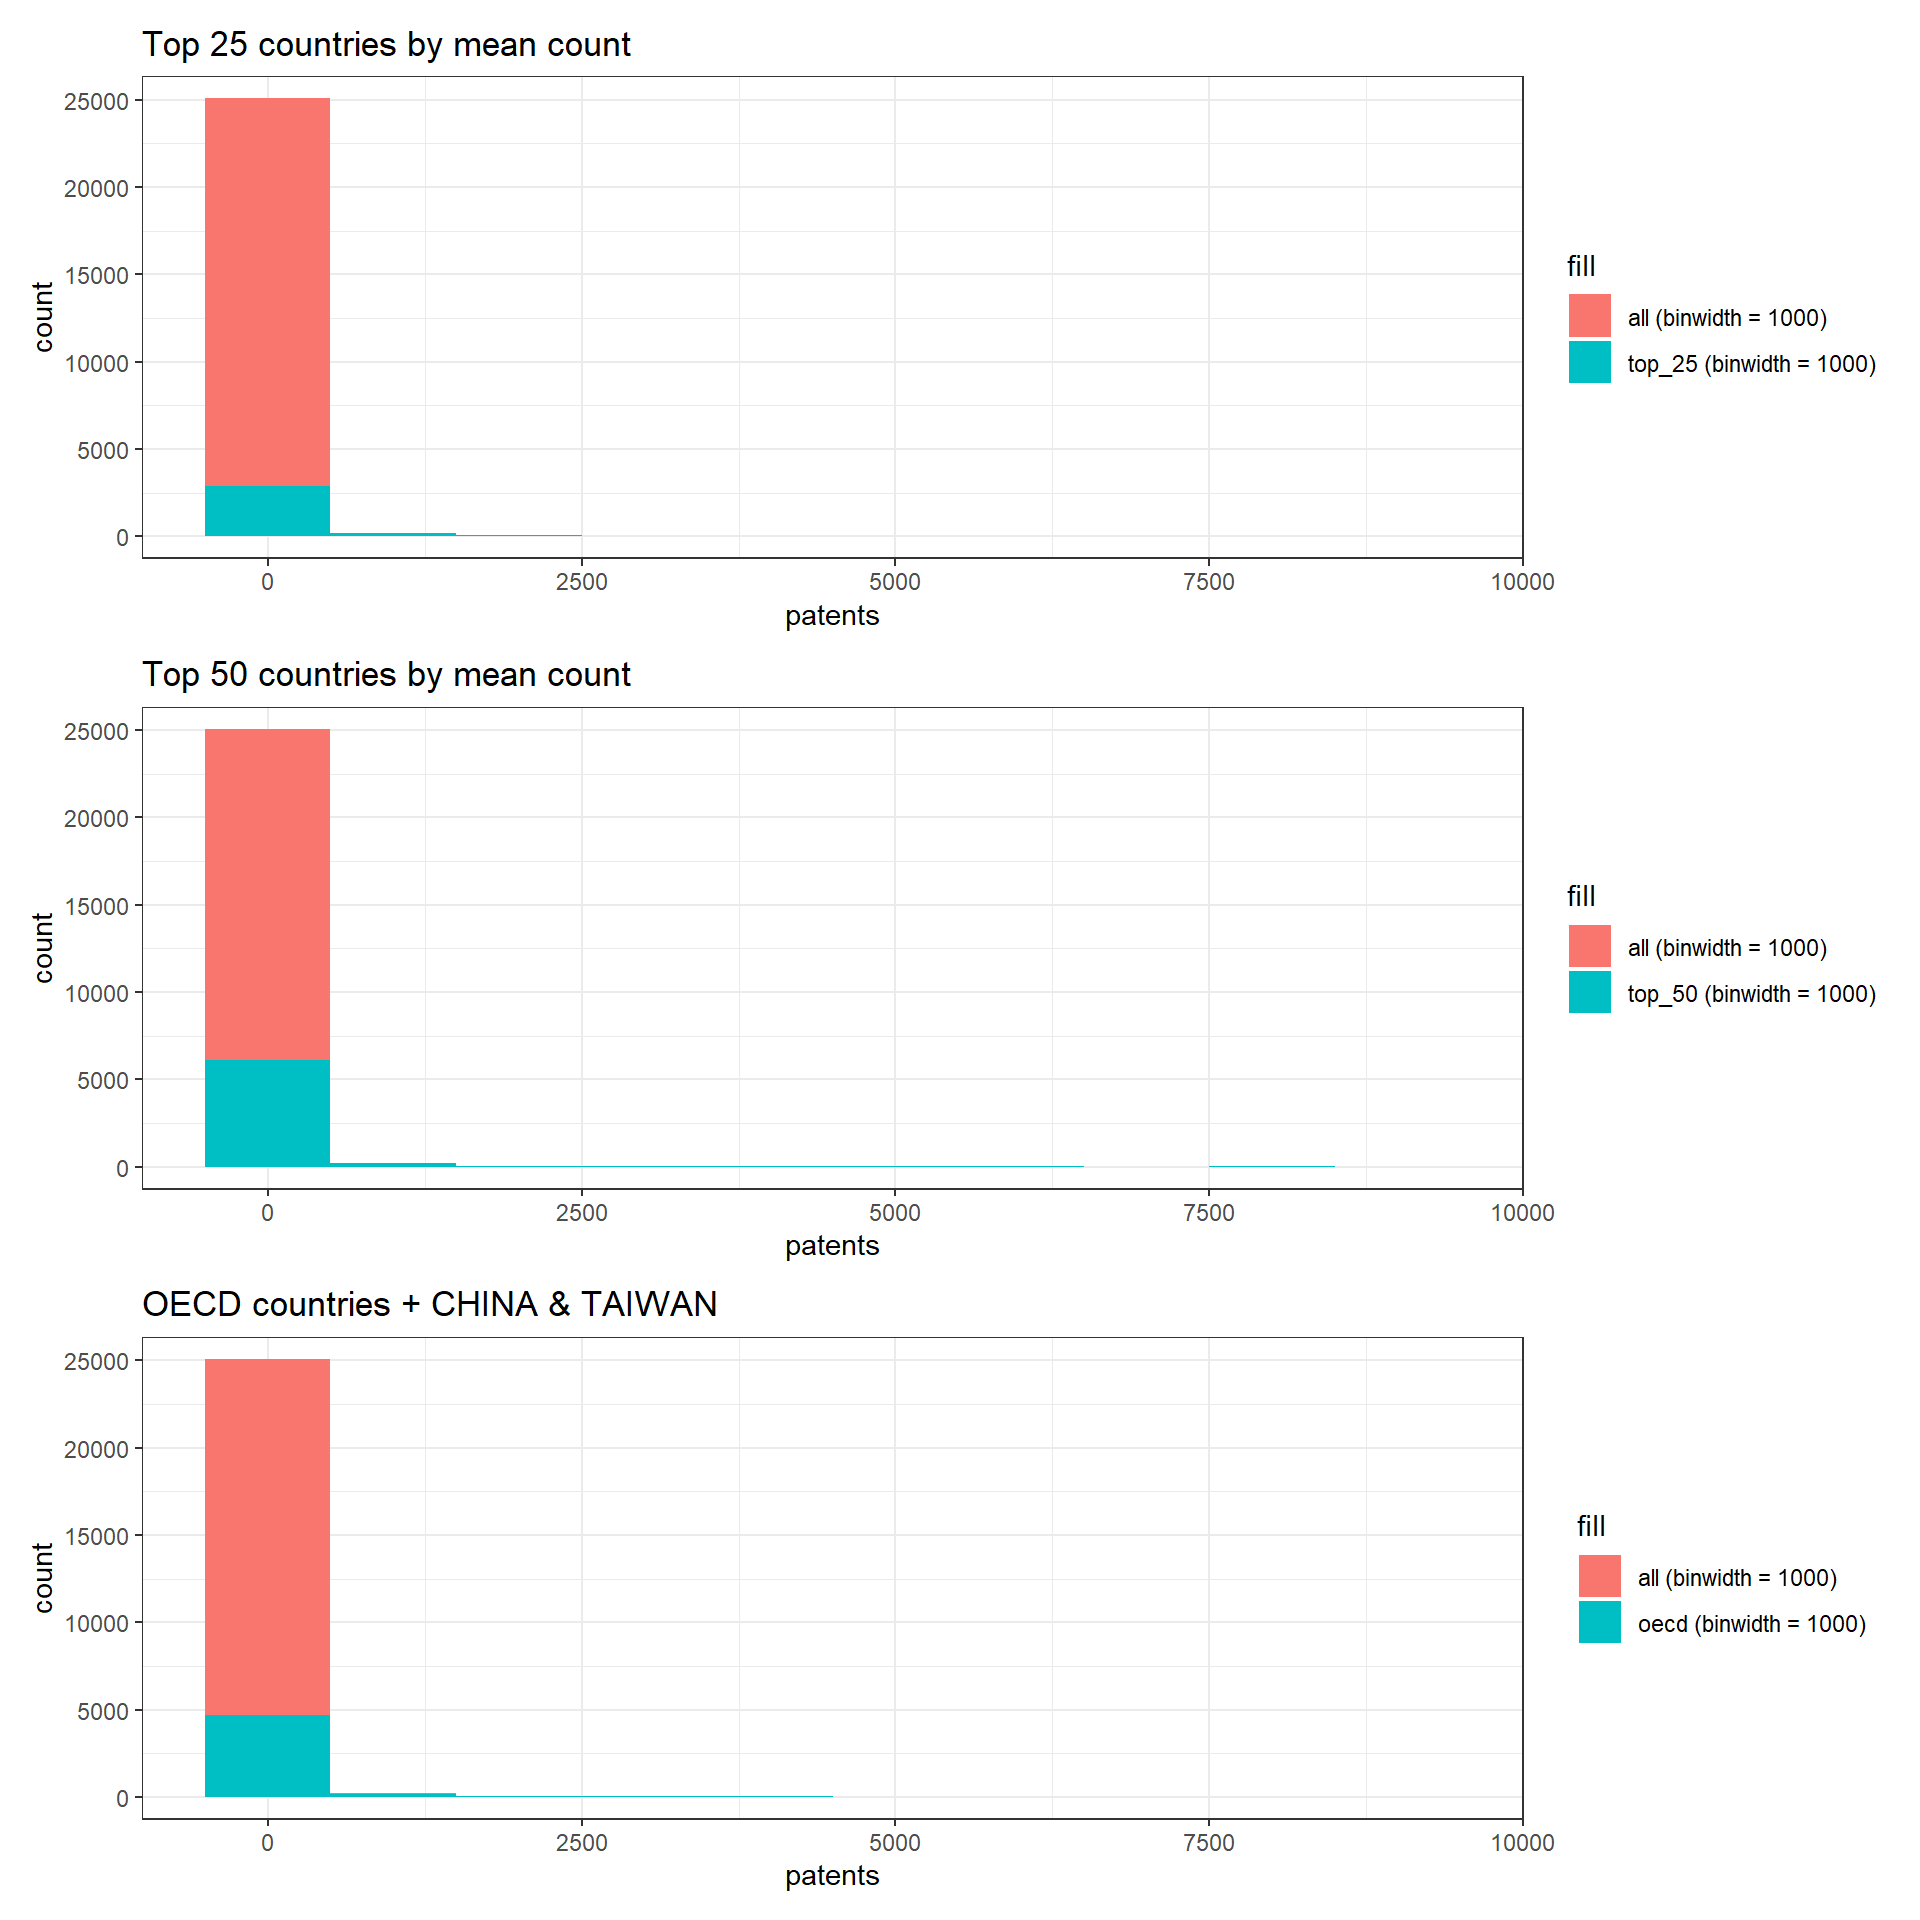 Top 25 countries by mean count
25000
20000
15000
10000
5000
0
count
0 2500 5000 7500 10000
patents
fill
all (binwidth = 1000)
top_25 (binwidth = 1000)
Top 50 countries by mean count
25000
20000
15000
10000
5000
0
count
0 2500 5000 7500 10000
patents
fill
all (binwidth = 1000)
top_50 (binwidth = 1000)
OECD countries + CHINA & TAIWAN
25000
20000
15000
10000
5000
0
count
0 2500 5000 7500 10000
patents
fill
all (binwidth = 1000)
oecd (binwidth = 1000)